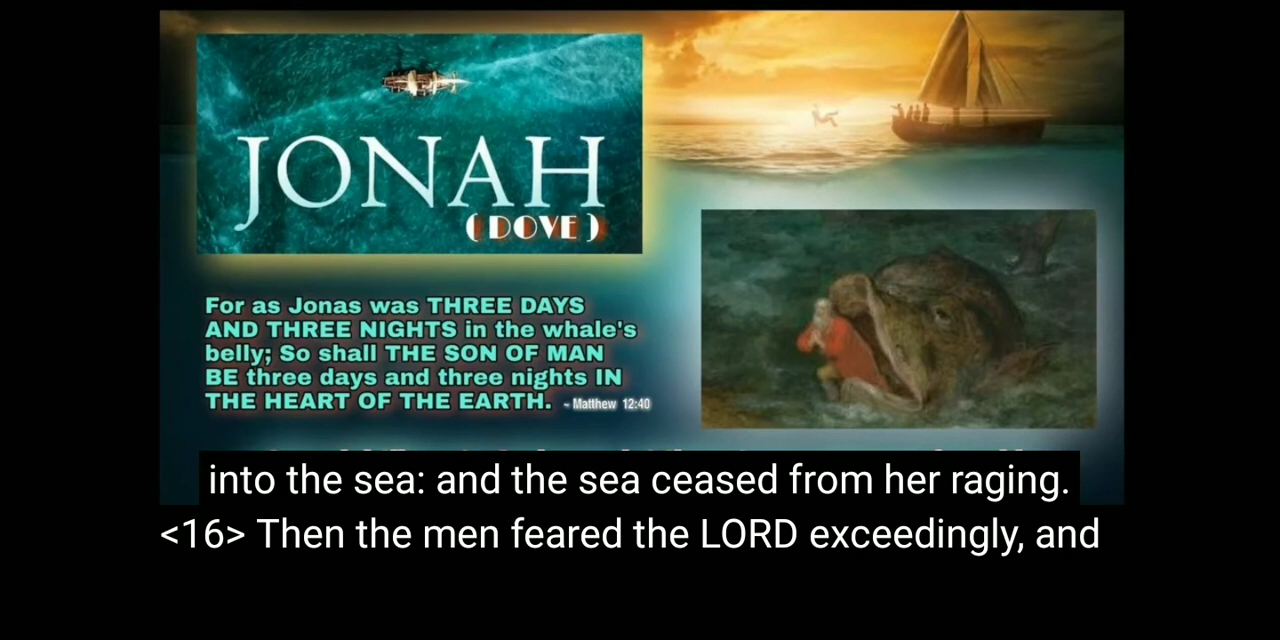 JONAH
( DOVE )
For as Jonas was THREE DAYS
AND THREE NIGHTS in the whale's
belly; So shall THE SON OF MAN
BE three days and three nights IN
THE HEART OF THE EARTH. ~ Matthew 12:40
into the sea: and the sea ceased from her raging.
<16> Then the men feared the LORD exceedingly, and